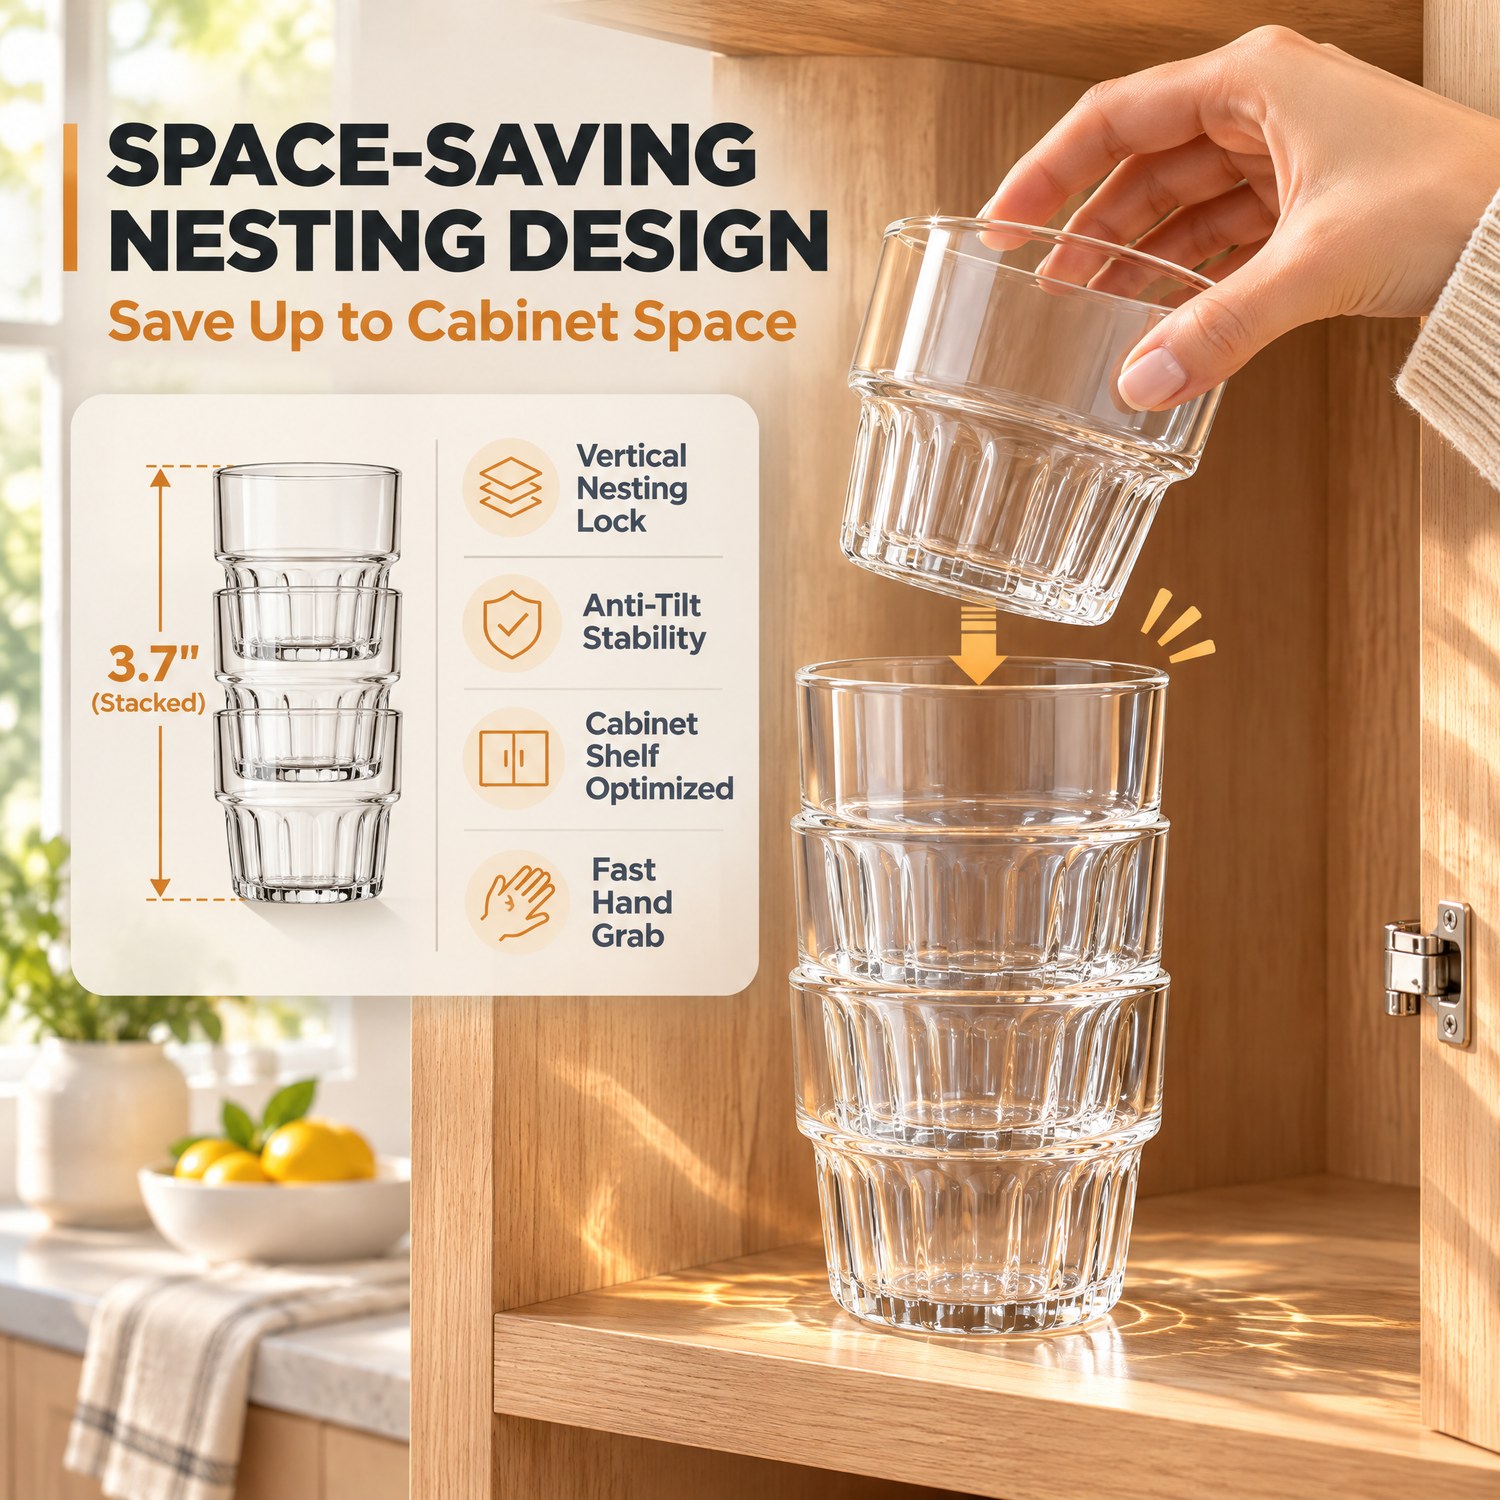 SPACE-SAVING
NESTING DESIGN
Save Up to Cabinet Space
3.7"
(Stacked)
Vertical
Nesting
Lock
Anti-Tilt
Stability
Cabinet
Shelf
Optimized
Fast
Hand
Grab